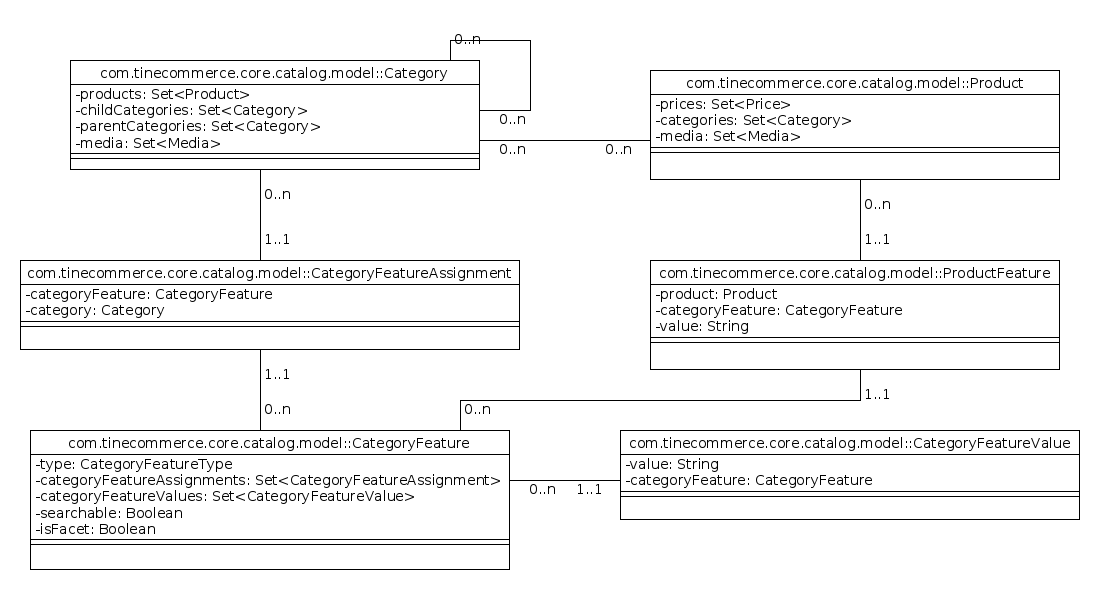 0..n
com.tinecommerce.core.catalog.model::Category
-products: Set<Product>
-childCategories: Set<Category>
-parentCategories: Set<Category>
-media: Set<Media>
0..n
0..n
0..n
com.tinecommerce.core.catalog.model::Product
-prices: Set<Price>
-categories: Set<Category>
-media: Set<Media>
0..n
1..1
0..n
1..1
com.tinecommerce.core.catalog.model::CategoryFeatureAssignment
-categoryFeature: CategoryFeature
-category: Category
com.tinecommerce.core.catalog.model::ProductFeature
-product: Product
-categoryFeature: CategoryFeature
-value: String
1..1
0..n
1..1
0..n
com.tinecommerce.core.catalog.model::CategoryFeature
-type: CategoryFeatureType
-categoryFeatureAssignments: Set<CategoryFeatureAssignment>
-categoryFeatureValues: Set<CategoryFeatureValue>
-searchable: Boolean
-isFacet: Boolean
0..n
1..1
com.tinecommerce.core.catalog.model::CategoryFeatureValue
-value: String
-categoryFeature: CategoryFeature